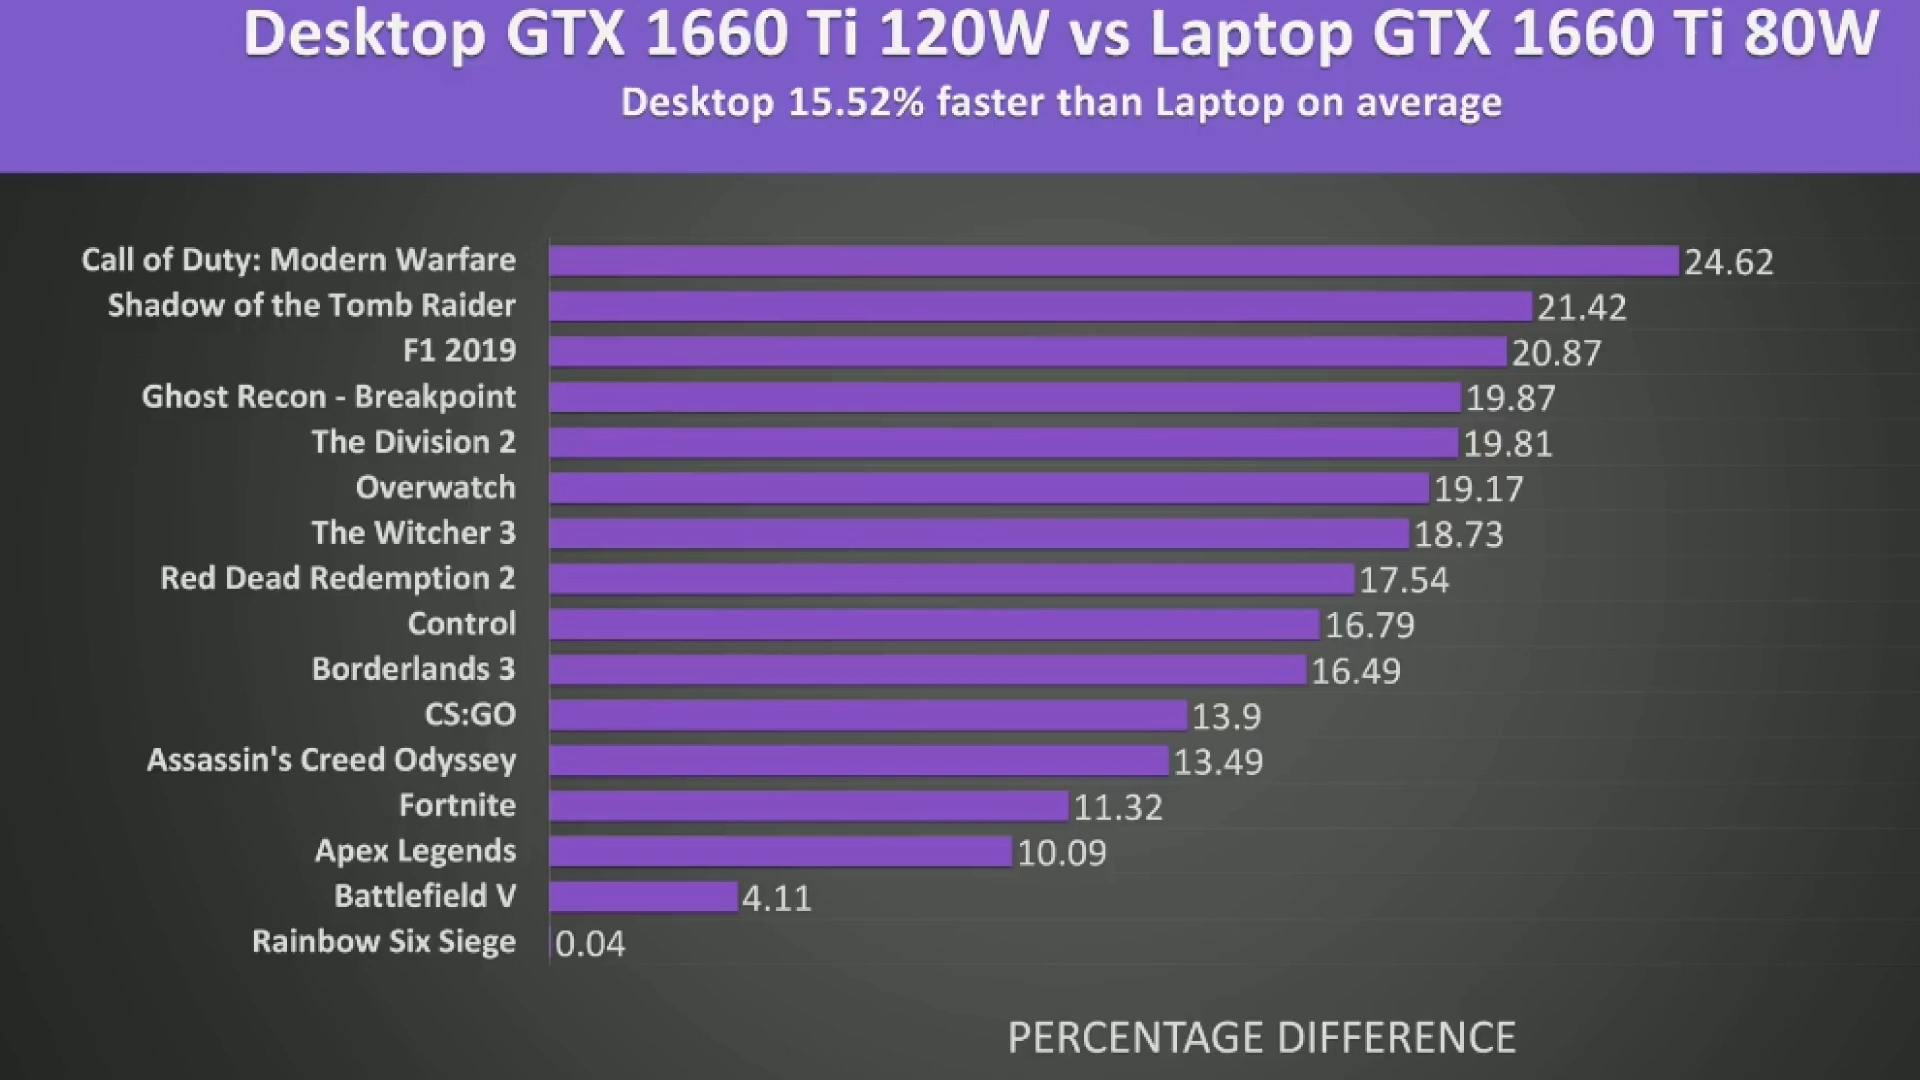 Desktop GTX 1660 Ti 120W vs Laptop GTX 1660 Ti 80W
Desktop 15.52% faster than Laptop on average
Call of Duty: Modern Warfare 24.62
Shadow of the Tomb Raider 21.42
F1 2019 20.87
Ghost Recon - Breakpoint 19.87
The Division 2 19.81
Overwatch 19.17
The Witcher 3 18.73
Red Dead Redemption 2 17.54
Control 16.79
Borderlands 3 16.49
CS:GO 13.9
Assassin's Creed Odyssey 13.49
Fortnite 11.32
Apex Legends 10.09
Battlefield V 4.11
Rainbow Six Siege 0.04
PERCENTAGE DIFFERENCE